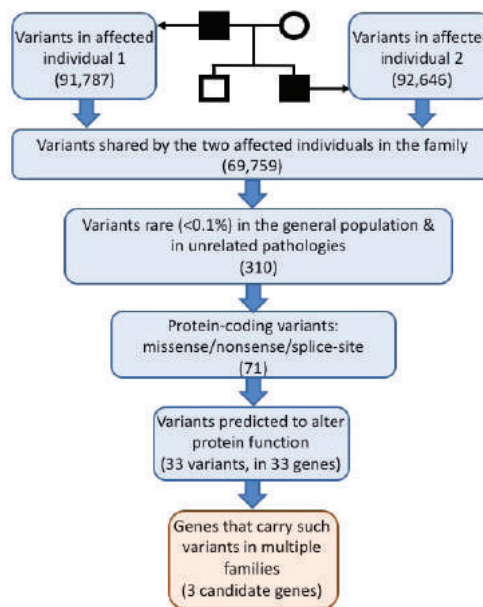 Variants in affected
individual 1
(91,787)
Variants in affected
individual 2
(92,646)
Variants shared by the two affected individuals in the family
(69,759)
Variants rare (<0.1%) in the general population &
in unrelated pathologies
(310)
Protein-coding variants:
missense/nonsense/splice-site
(71)
Variants predicted to alter
protein function
(33 variants, in 33 genes)
Genes that carry such
variants in multiple
families
(3 candidate genes)